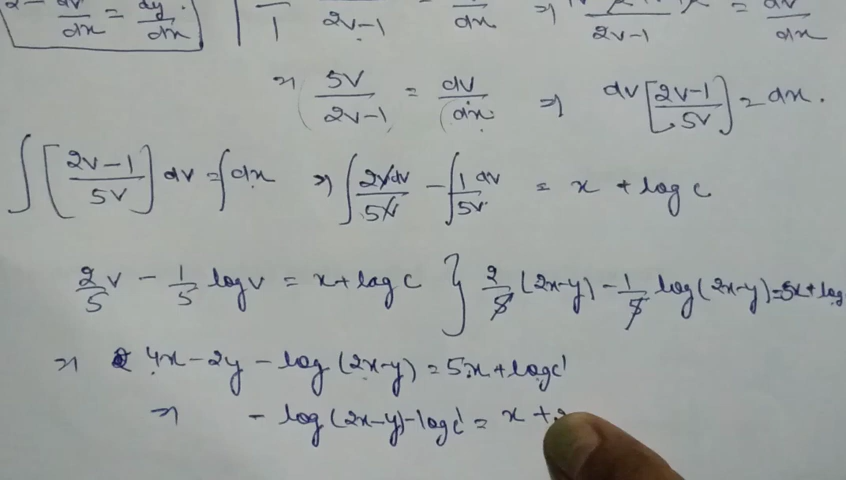 2 - dv/dx = dy/dx. | 1 2v-1 dx ⇒ 2v-1 = dv/dx
⇒ 5v/2v-1 = dv/dx ⇒ dv[2v-1/5v] = dx.
∫[2v-1/5v] dv = ∫dx ⇒ ∫2v dv/5v - ∫1 dv/5v = x + log c
2/5 v - 1/5 log v = x + log c } 2/5 (2x-y) - 1/5 log(2x-y) = 5x + log
⇒ 4x - 2y - log(2x-y) = 5x + log c'
⇒ - log(2x-y) - log c' = x +